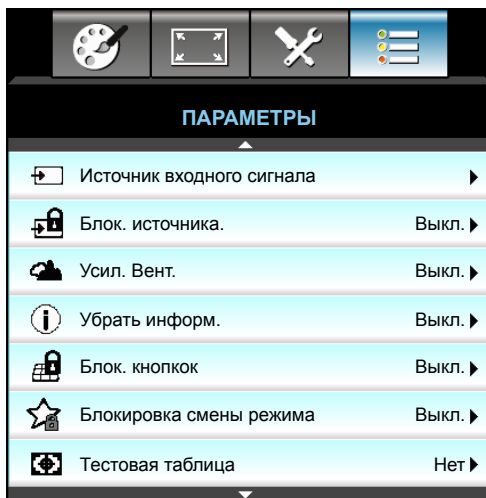 ПАРАМЕТРЫ
Источник входного сигнала
Блок. источника. Выкл.
Усил. Вент. Выкл.
Убрать информ. Выкл.
Блок. кнопкок Выкл.
Блокировка смены режима Выкл.
Тестовая таблица Нет